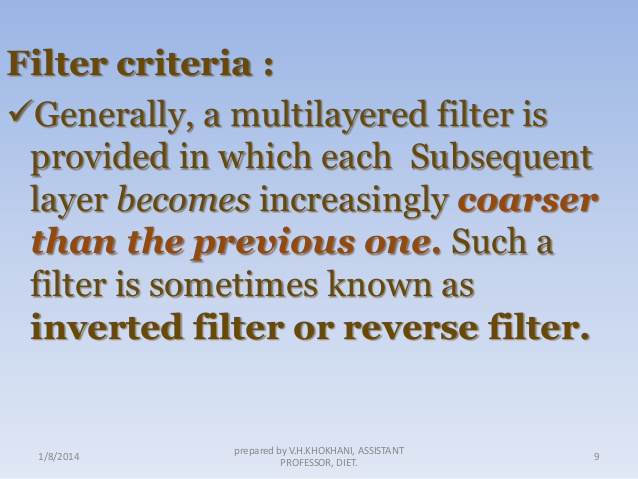 Filter criteria :
✓Generally, a multilayered filter is
provided in which each Subsequent
layer becomes increasingly coarser
than the previous one. Such a
filter is sometimes known as
inverted filter or reverse filter.
1/8/2014
prepared by V.H.KHOKHANI, ASSISTANT
PROFESSOR, DIET.
9